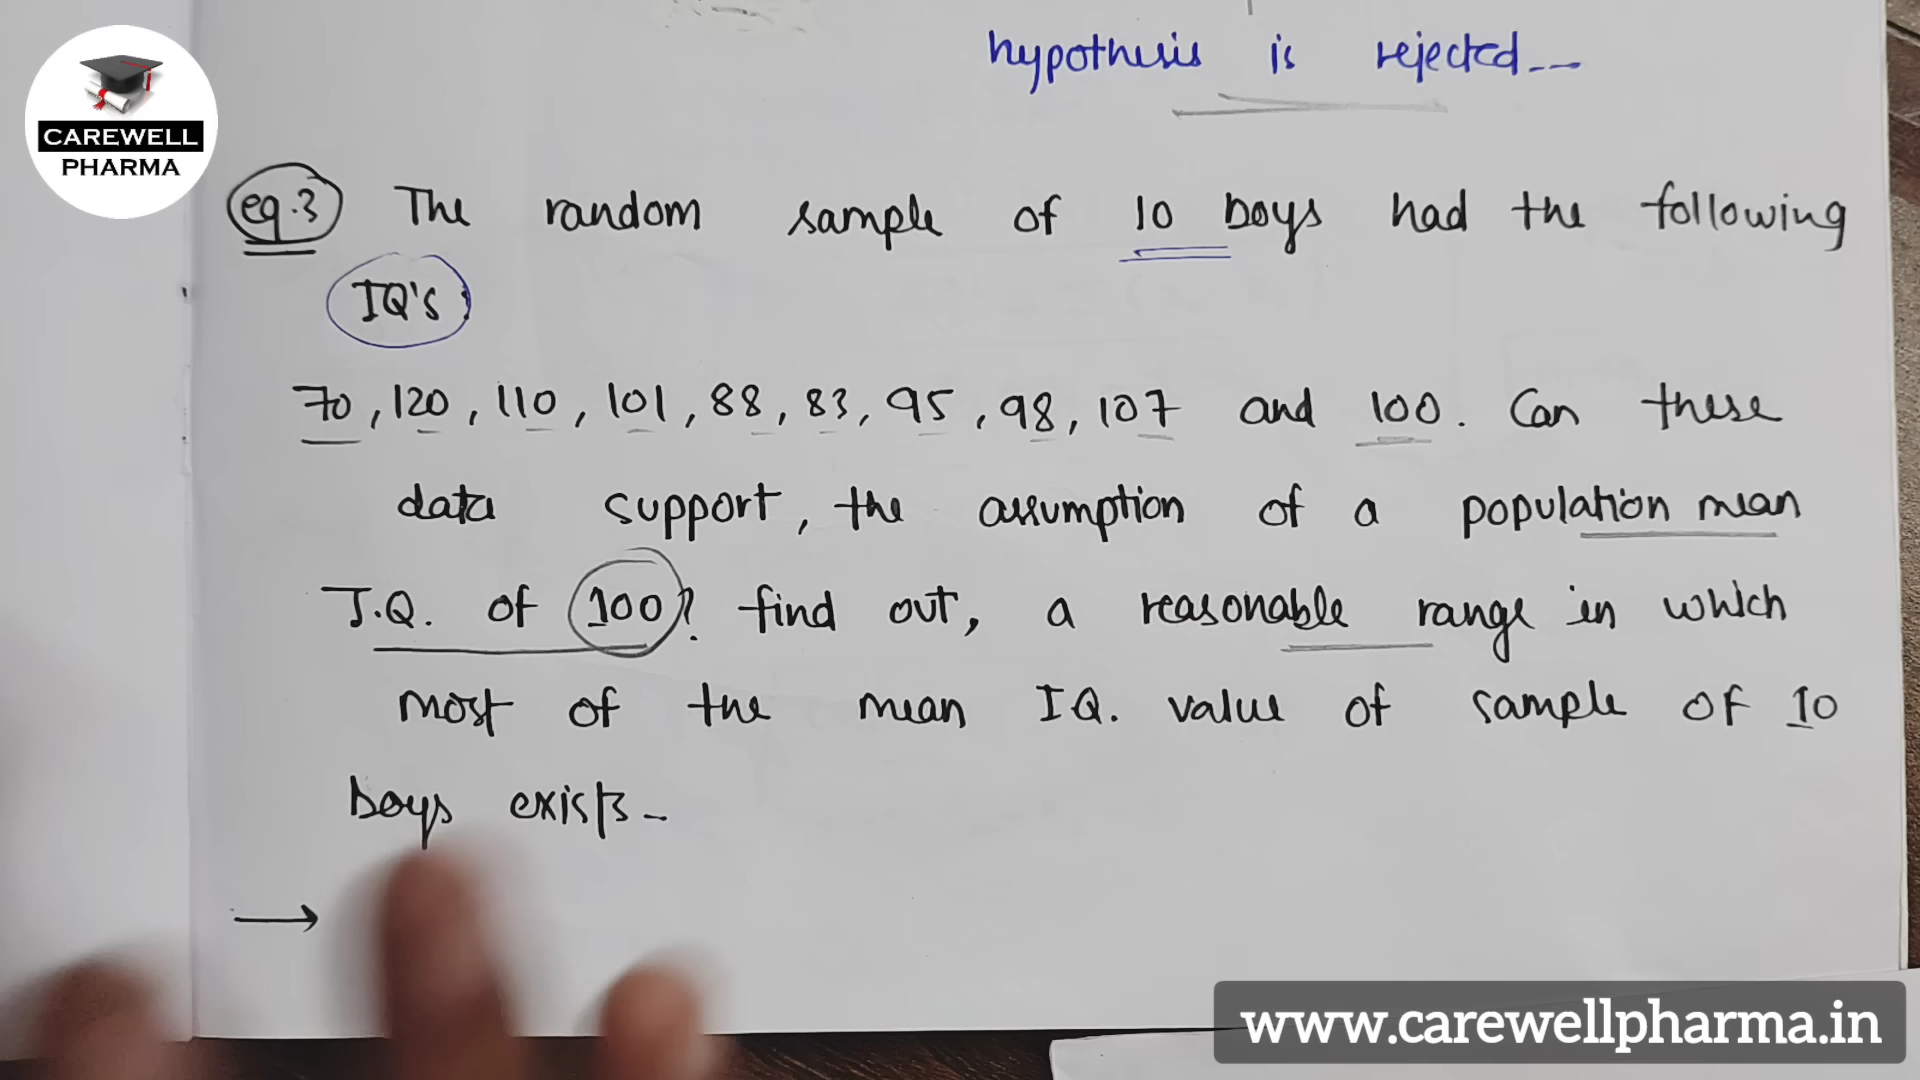 hypothesis is rejected--
CAREWELL
PHARMA
eg.3 The random sample of 10 boys had the following
IQ's:
70, 120, 110, 101, 88, 83, 95, 98, 107 and 100. Can these
data support, the assumption of a population mean
I.Q. of 100? find out, a reasonable range in which
most of the mean IQ. value of sample of 10
boys exists-
→
www.carewellpharma.in